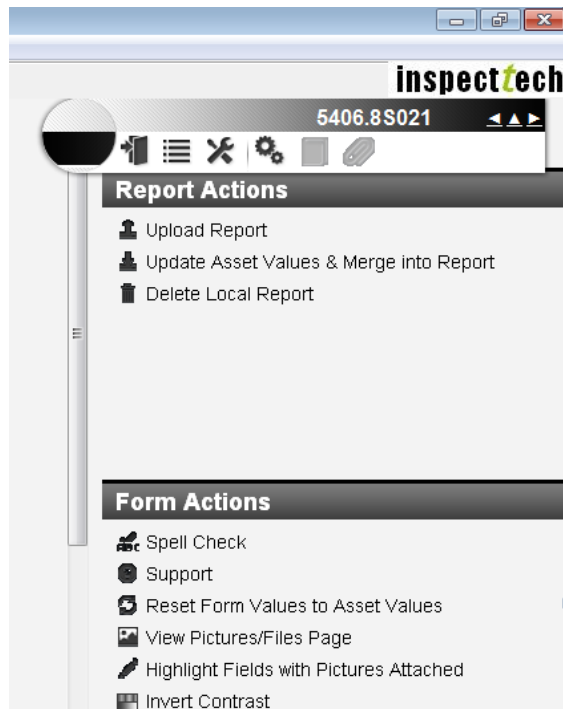 inspecttech
5406.8S021
Report Actions
Upload Report
Update Asset Values & Merge into Report
Delete Local Report
Form Actions
Spell Check
Support
Reset Form Values to Asset Values
View Pictures/Files Page
Highlight Fields with Pictures Attached
Invert Contrast